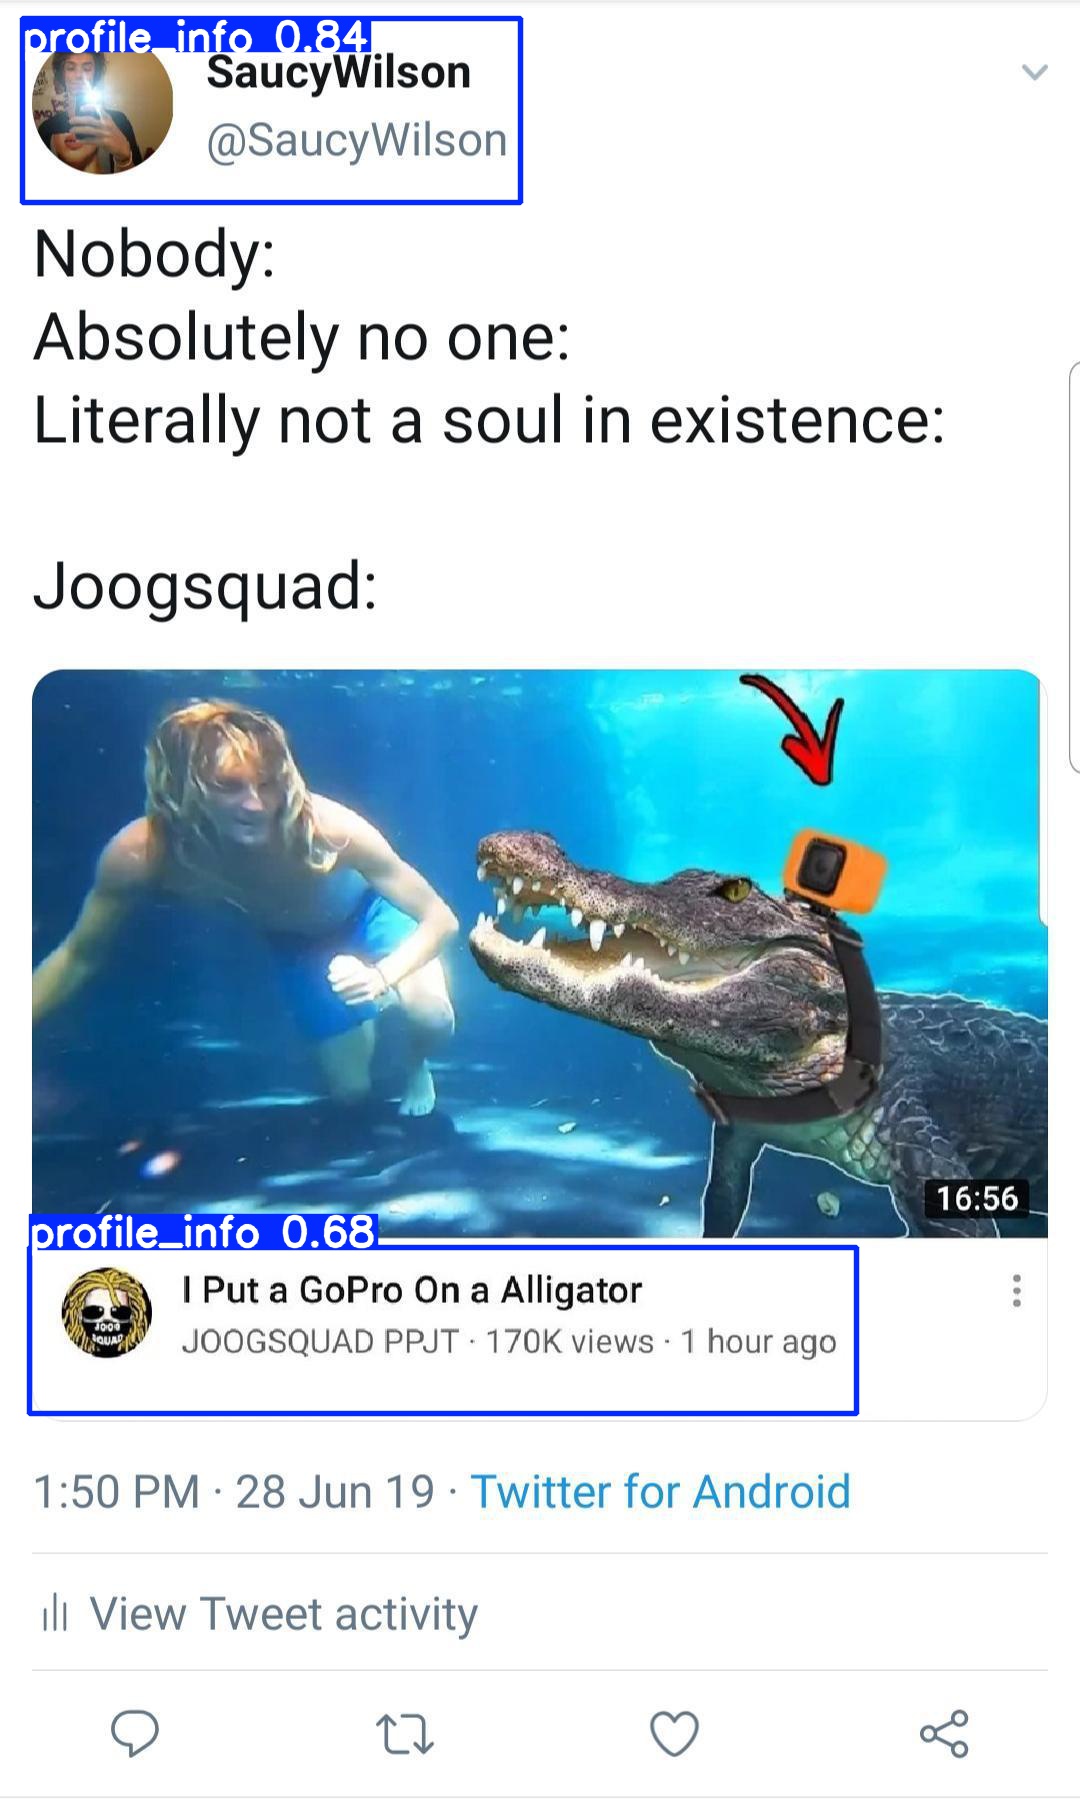 profile_info 0.84
SaucyWilson
@SaucyWilson
Nobody:
Absolutely no one:
Literally not a soul in existence:
Joogsquad:
16:56
profile_info 0.68
JOOG
SQUAD
I Put a GoPro On a Alligator
JOOGSQUAD PPJT · 170K views · 1 hour ago
1:50 PM · 28 Jun 19 · Twitter for Android
View Tweet activity